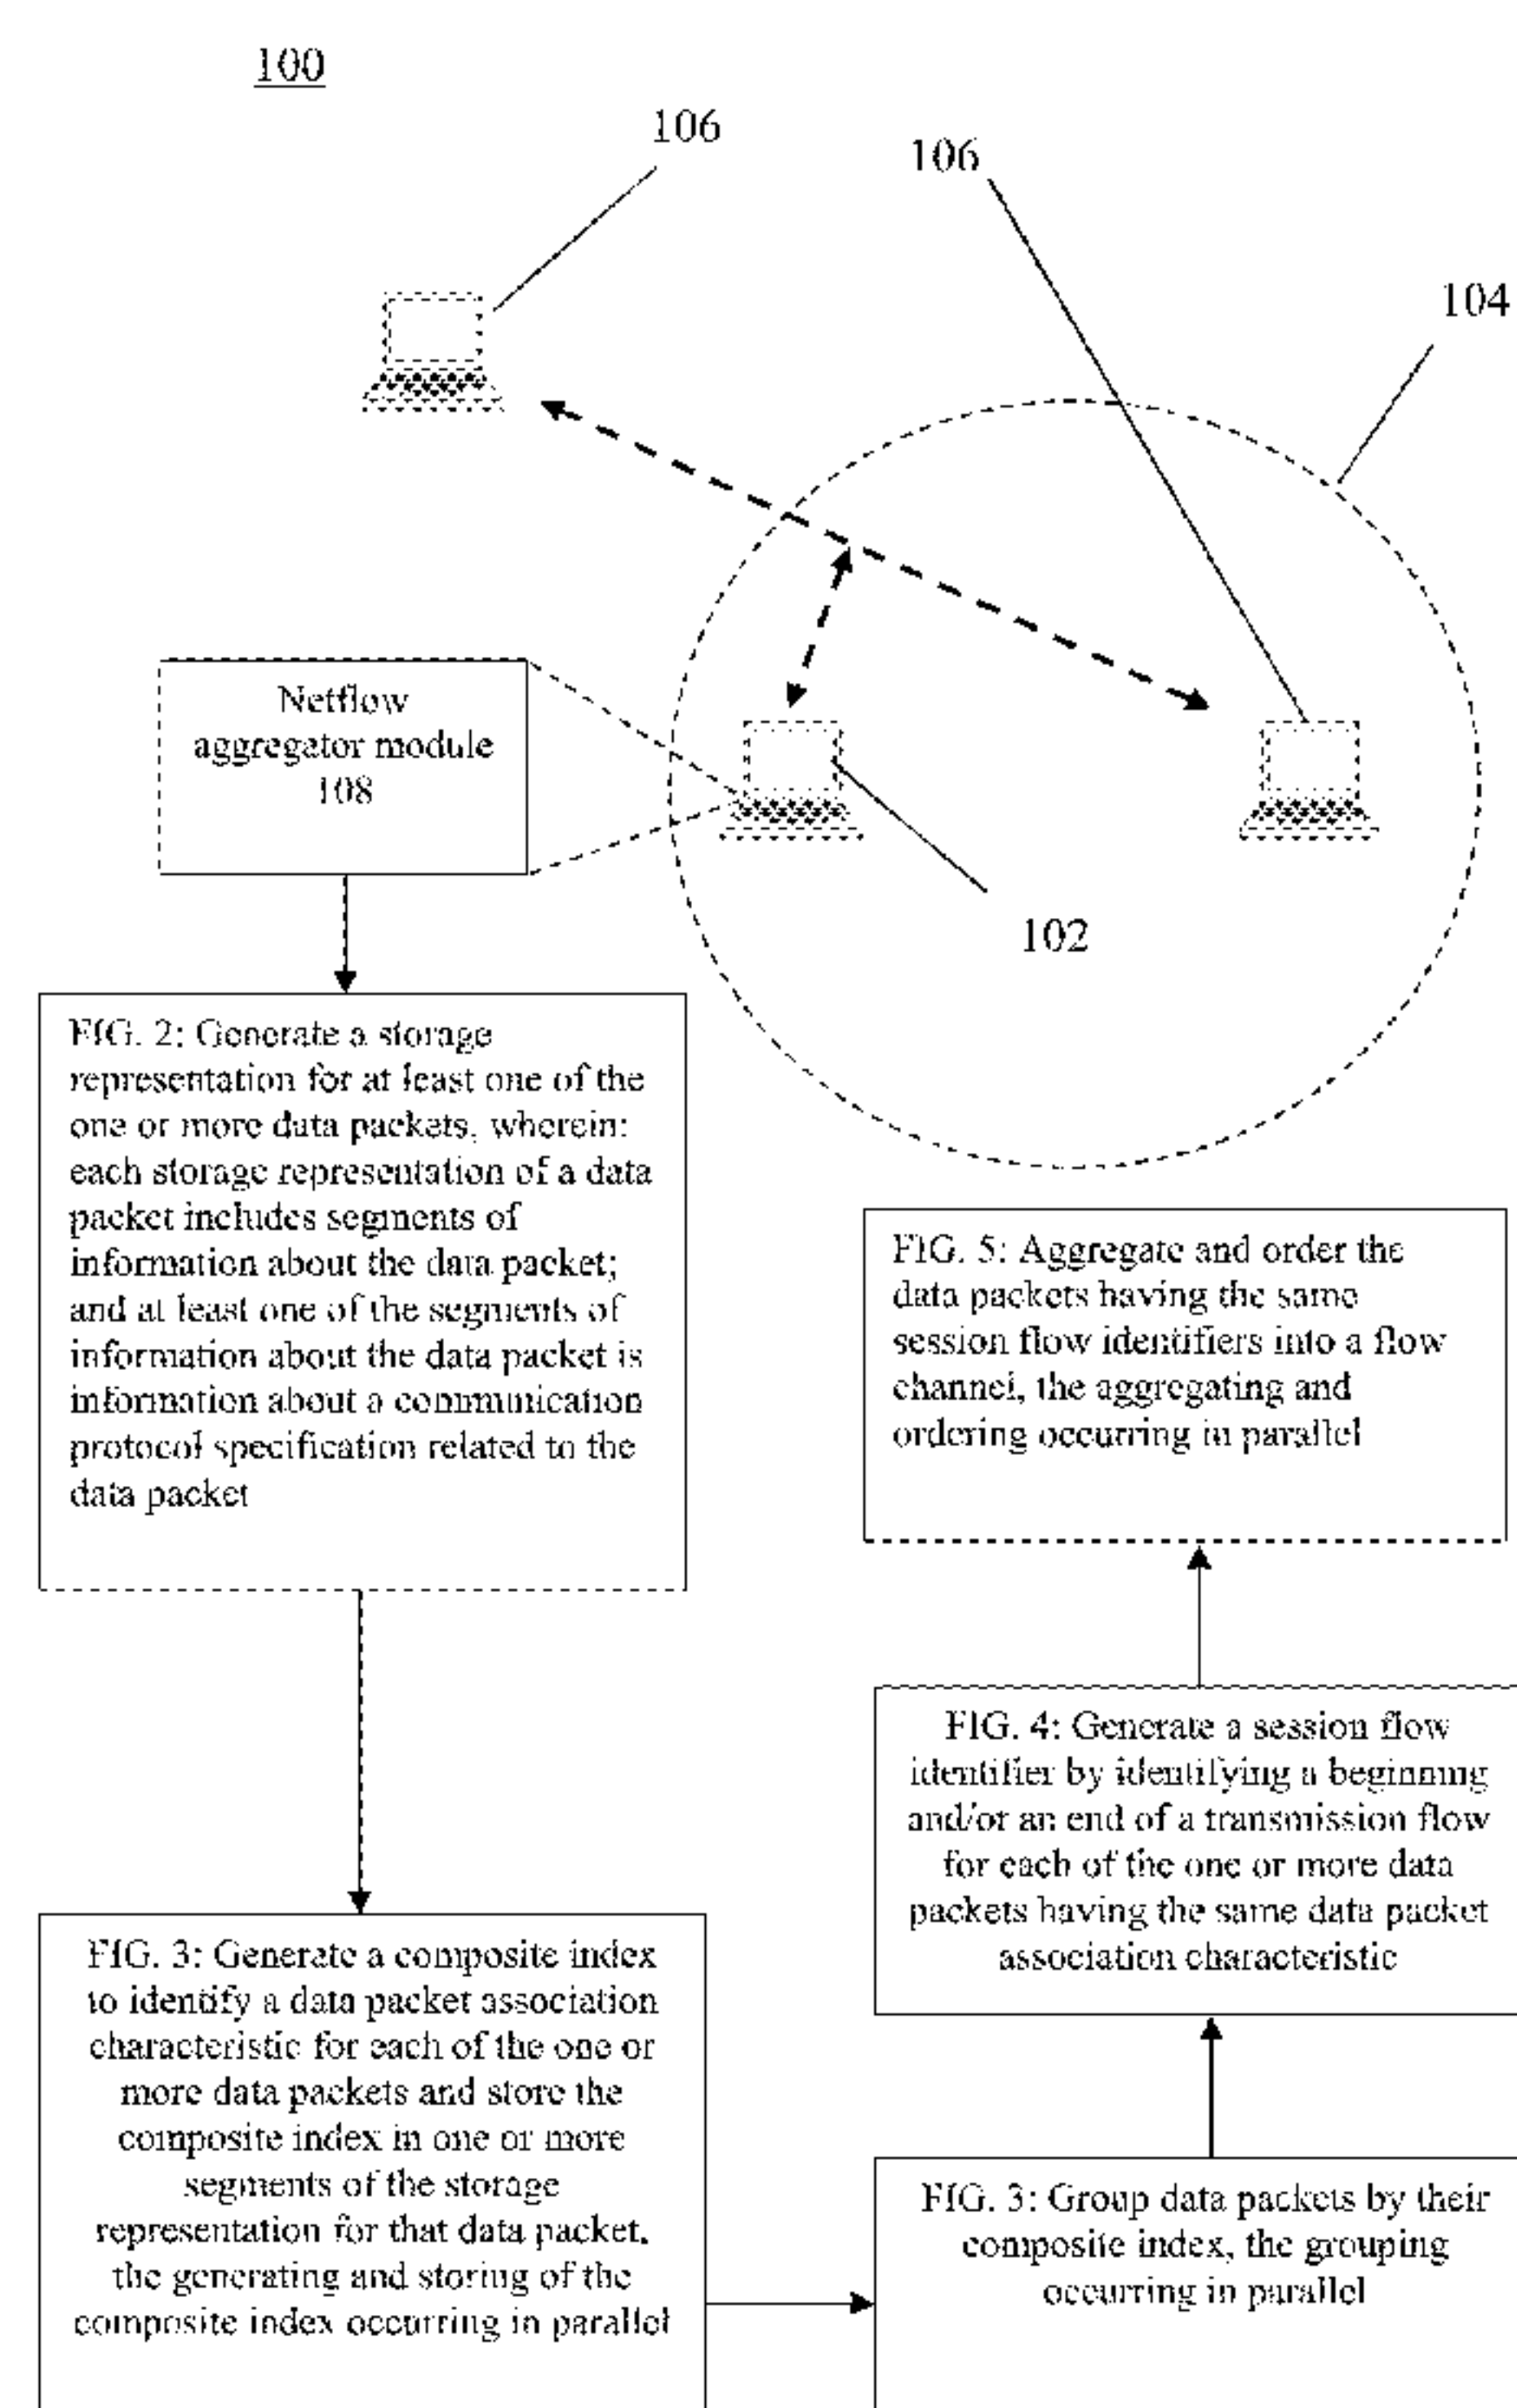 100
106
106
104
Netflow
aggregator module
108
102
FIG. 2: Generate a storage
representation for at least one of the
one or more data packets, wherein:
each storage representation of a data
packet includes segments of
information about the data packet;
and at least one of the segments of
information about the data packet is
information about a communication
protocol specification related to the
data packet
FIG. 5: Aggregate and order the
data packets having the same
session flow identifiers into a flow
channel, the aggregating and
ordering occurring in parallel
FIG. 4: Generate a session flow
identifier by identifying a beginning
and/or an end of a transmission flow
for each of the one or more data
packets having the same data packet
association characteristic
FIG. 3: Generate a composite index
to identify a data packet association
characteristic for each of the one or
more data packets and store the
composite index in one or more
segments of the storage
representation for that data packet,
the generating and storing of the
composite index occurring in parallel
FIG. 3: Group data packets by their
composite index, the grouping
occurring in parallel